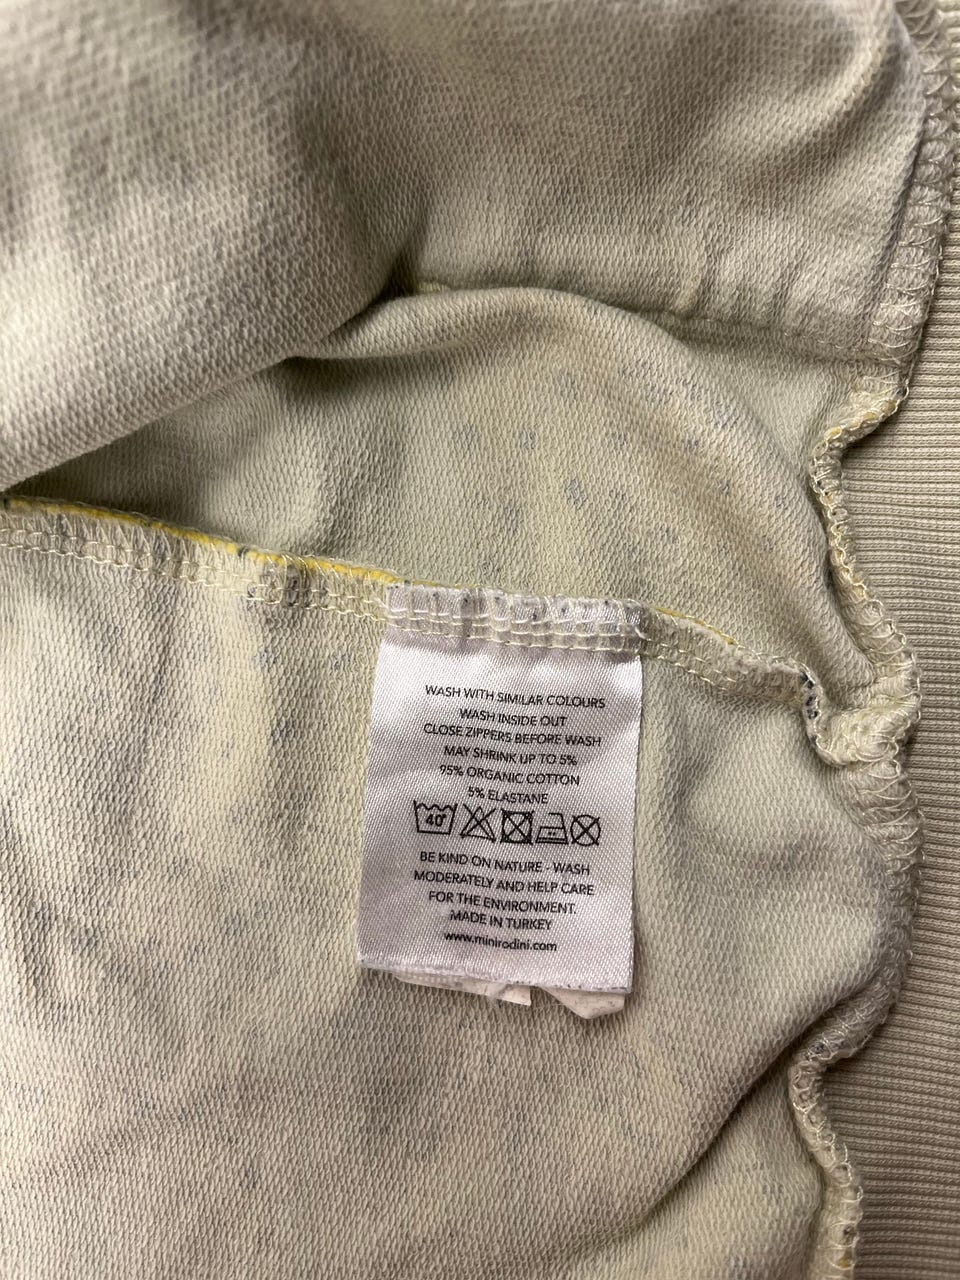 WASH WITH SIMILAR COLOURS
WASH INSIDE OUT
CLOSE ZIPPERS BEFORE WASH
MAY SHRINK UP TO 5%
95% ORGANIC COTTON
5% ELASTANE
40°
BE KIND ON NATURE - WASH
MODERATELY AND HELP CARE
FOR THE ENVIRONMENT.
MADE IN TURKEY
www.minirodini.com